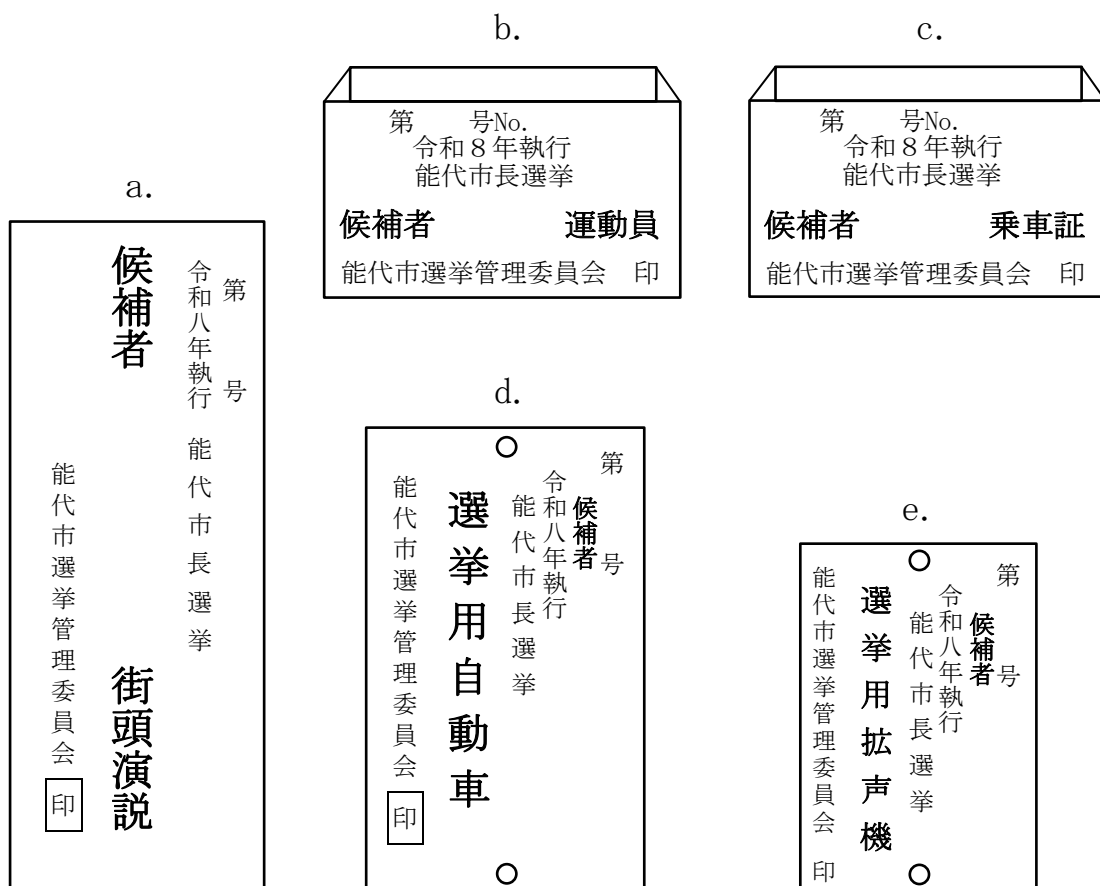 a.
第　　号
令和八年執行　能代市長選挙
候補者　　街頭演説
能代市選挙管理委員会　印
b.
第　　号No.
令和８年執行
能代市長選挙
候補者　　運動員
能代市選挙管理委員会　印
c.
第　　号No.
令和８年執行
能代市長選挙
候補者　　乗車証
能代市選挙管理委員会　印
d.
第　　号
候補者
令和八年執行
能代市長選挙
選挙用自動車
能代市選挙管理委員会　印
e.
第　　号
候補者
令和八年執行
能代市長選挙
選挙用拡声機
能代市選挙管理委員会　印